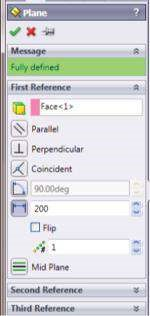 Plane ?
Message
Fully defined
First Reference
Face<1>
Parallel
Perpendicular
Coincident
90.00deg
200
Flip
1
Mid Plane
Second Reference
Third Reference